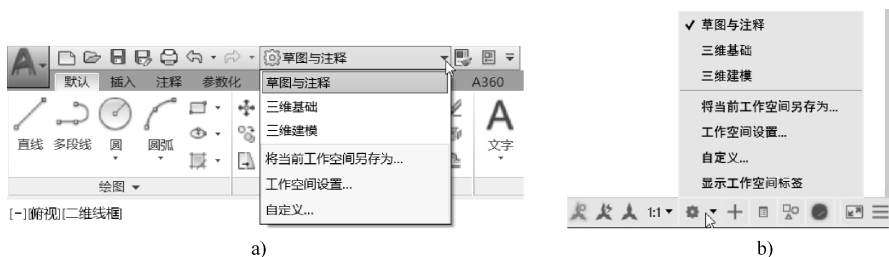 草图与注释
默认 插入 注释 参数化 A360
草图与注释
三维基础
三维建模
将当前工作空间另存为...
工作空间设置...
自定义...
直线 多段线 圆 圆弧 文字
绘图
[-][俯视][二维线框]
a)
草图与注释
三维基础
三维建模
将当前工作空间另存为...
工作空间设置...
自定义...
显示工作空间标签
1:1
b)